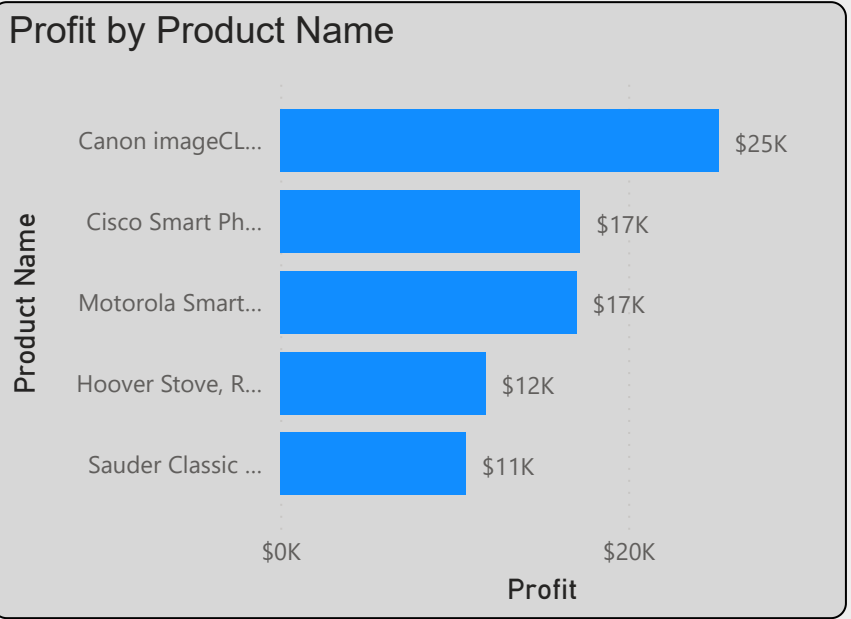 Profit by Product Name
Product Name
Canon imageCL... $25K
Cisco Smart Ph... $17K
Motorola Smart... $17K
Hoover Stove, R... $12K
Sauder Classic ... $11K
$0K $20K
Profit